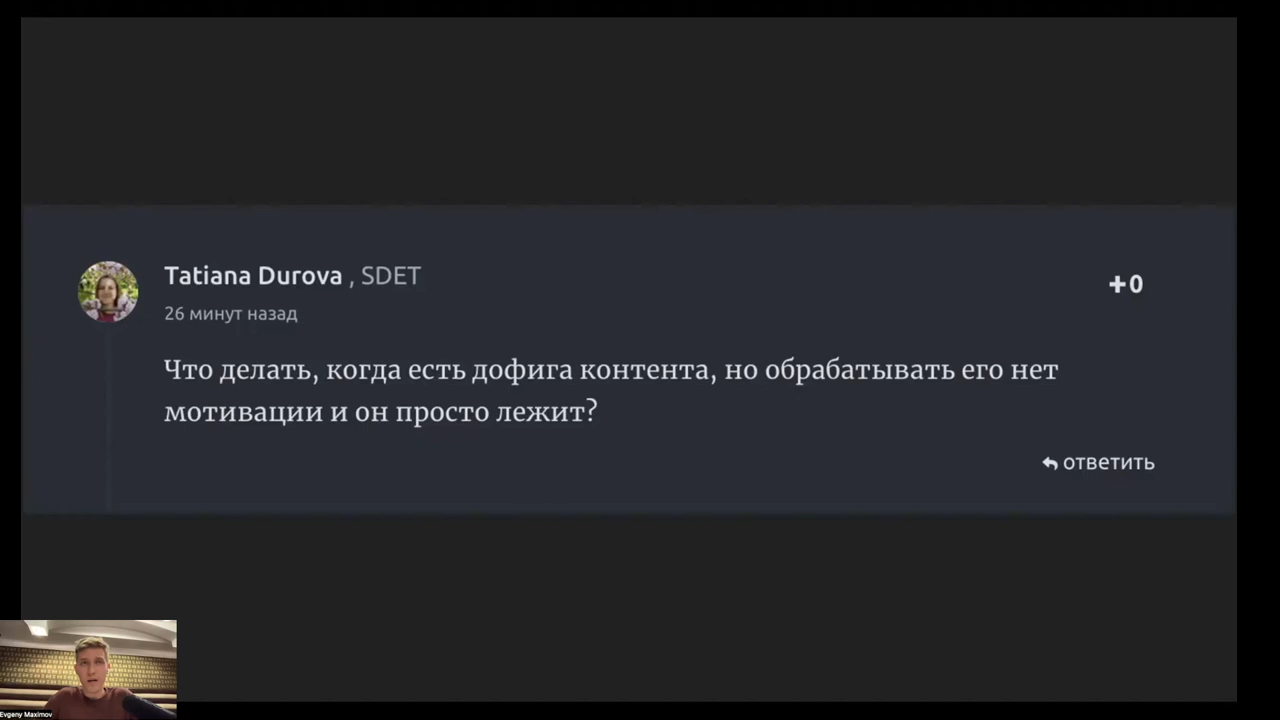 Tatiana Durova , SDET
+0
26 минут назад
Что делать, когда есть дофига контента, но обрабатывать его нет
мотивации и он просто лежит?
ответить
Evgeny Maximov